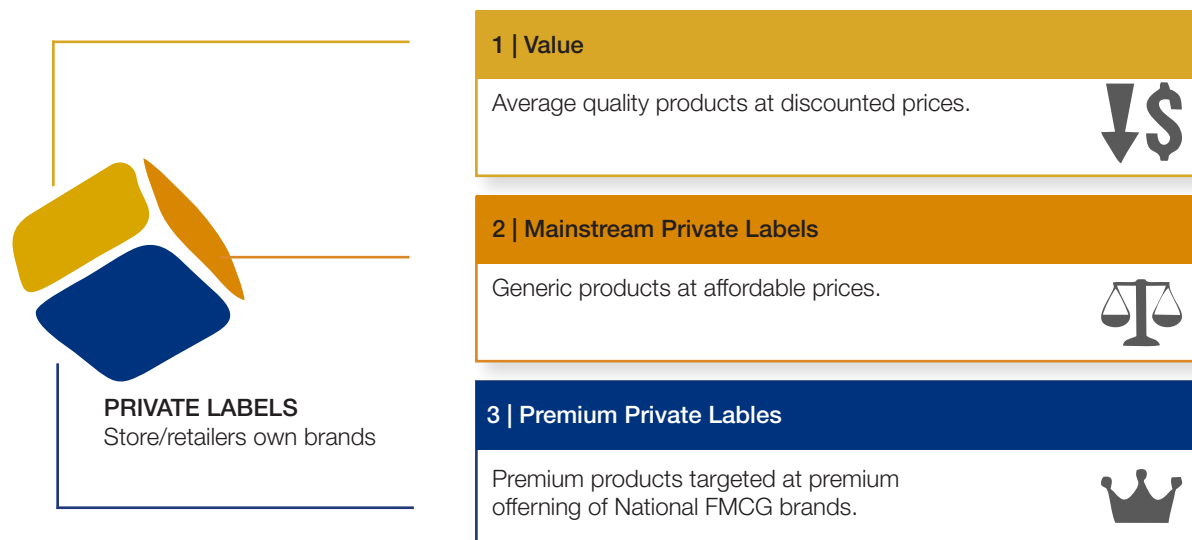 1 | Value
Average quality products at discounted prices.
2 | Mainstream Private Labels
Generic products at affordable prices.
PRIVATE LABELS
Store/retailers own brands
3 | Premium Private Lables
Premium products targeted at premium
offerning of National FMCG brands.